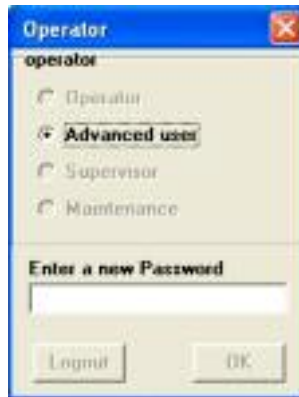 Operator
operator
Operator
Advanced user
Supervisor
Maintenance
Enter a new Password
Logout
OK